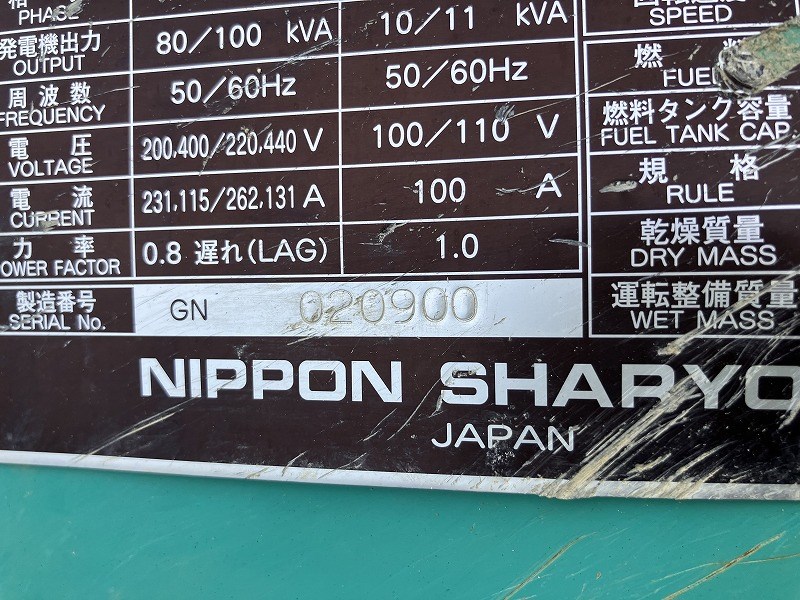 格
PHASE
発電機出力 80/100 kVA 10/11 kVA
OUTPUT
周波数 50/60Hz 50/60Hz
FREQUENCY
電圧 200,400/220,440 V 100/110 V
VOLTAGE
電流 231,115/262,131 A 100 A
CURRENT
力率 0.8 遅れ(LAG) 1.0
POWER FACTOR
製造番号 GN 020900
SERIAL No.
SPEED
燃料
FUEL
燃料タンク容量
FUEL TANK CAP.
規格
RULE
乾燥質量
DRY MASS
運転整備質量
WET MASS
NIPPON SHARYO
JAPAN